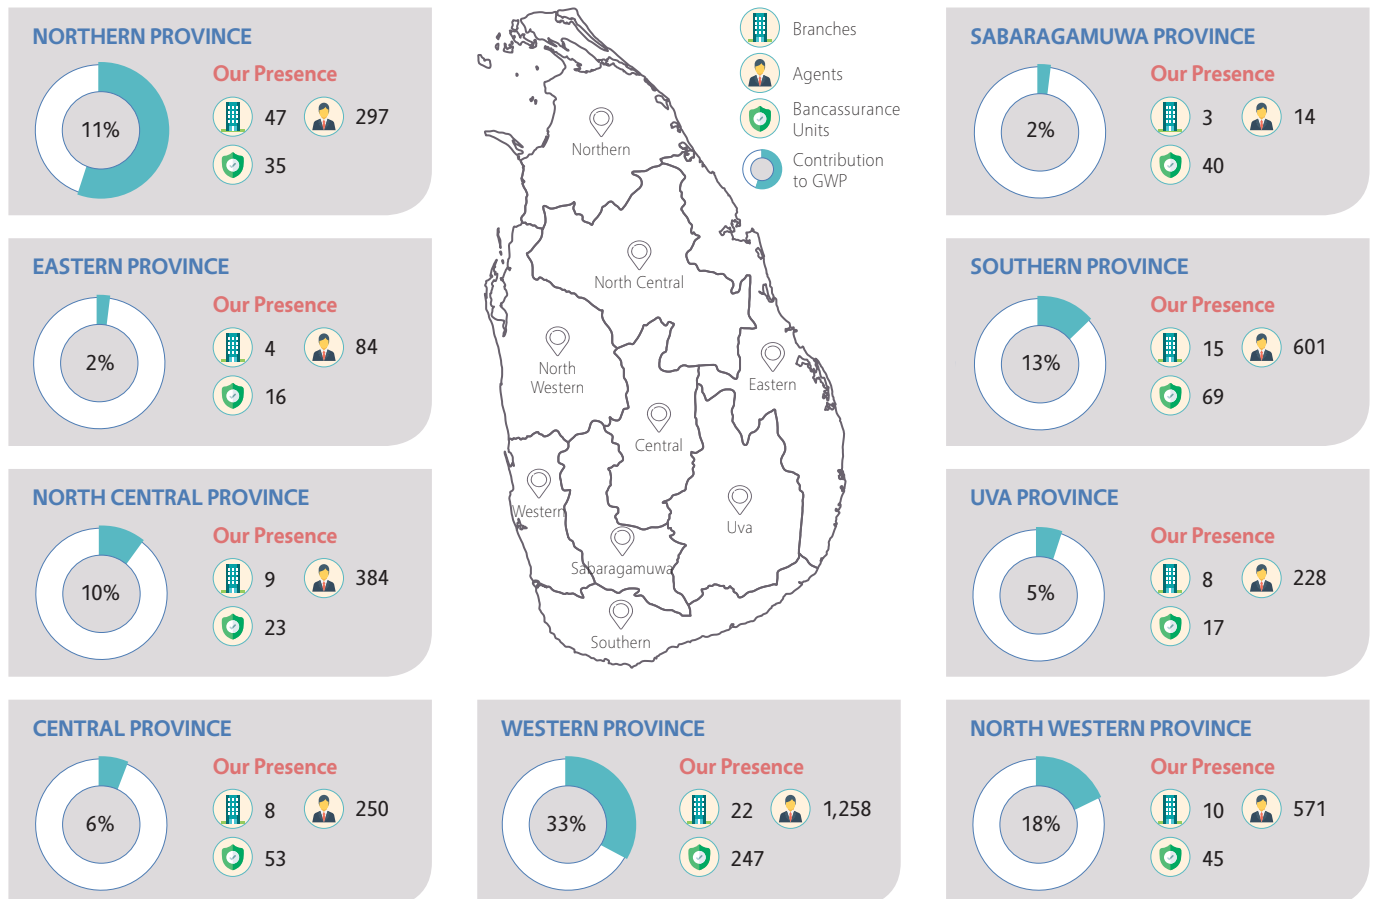 NORTHERN PROVINCE
Our Presence
11%
47
297
35
EASTERN PROVINCE
Our Presence
2%
4
84
16
NORTH CENTRAL PROVINCE
Our Presence
10%
9
384
23
CENTRAL PROVINCE
Our Presence
6%
8
250
53
Branches
Agents
Bancassurance
Units
Contribution
to GWP
Northern
North Central
North
Western
Eastern
Central
Western
Uva
Sabaragamuwa
Southern
WESTERN PROVINCE
Our Presence
33%
22
1,258
247
SABARAGAMUWA PROVINCE
Our Presence
2%
3
14
40
SOUTHERN PROVINCE
Our Presence
13%
15
601
69
UVA PROVINCE
Our Presence
5%
8
228
17
NORTH WESTERN PROVINCE
Our Presence
18%
10
571
45